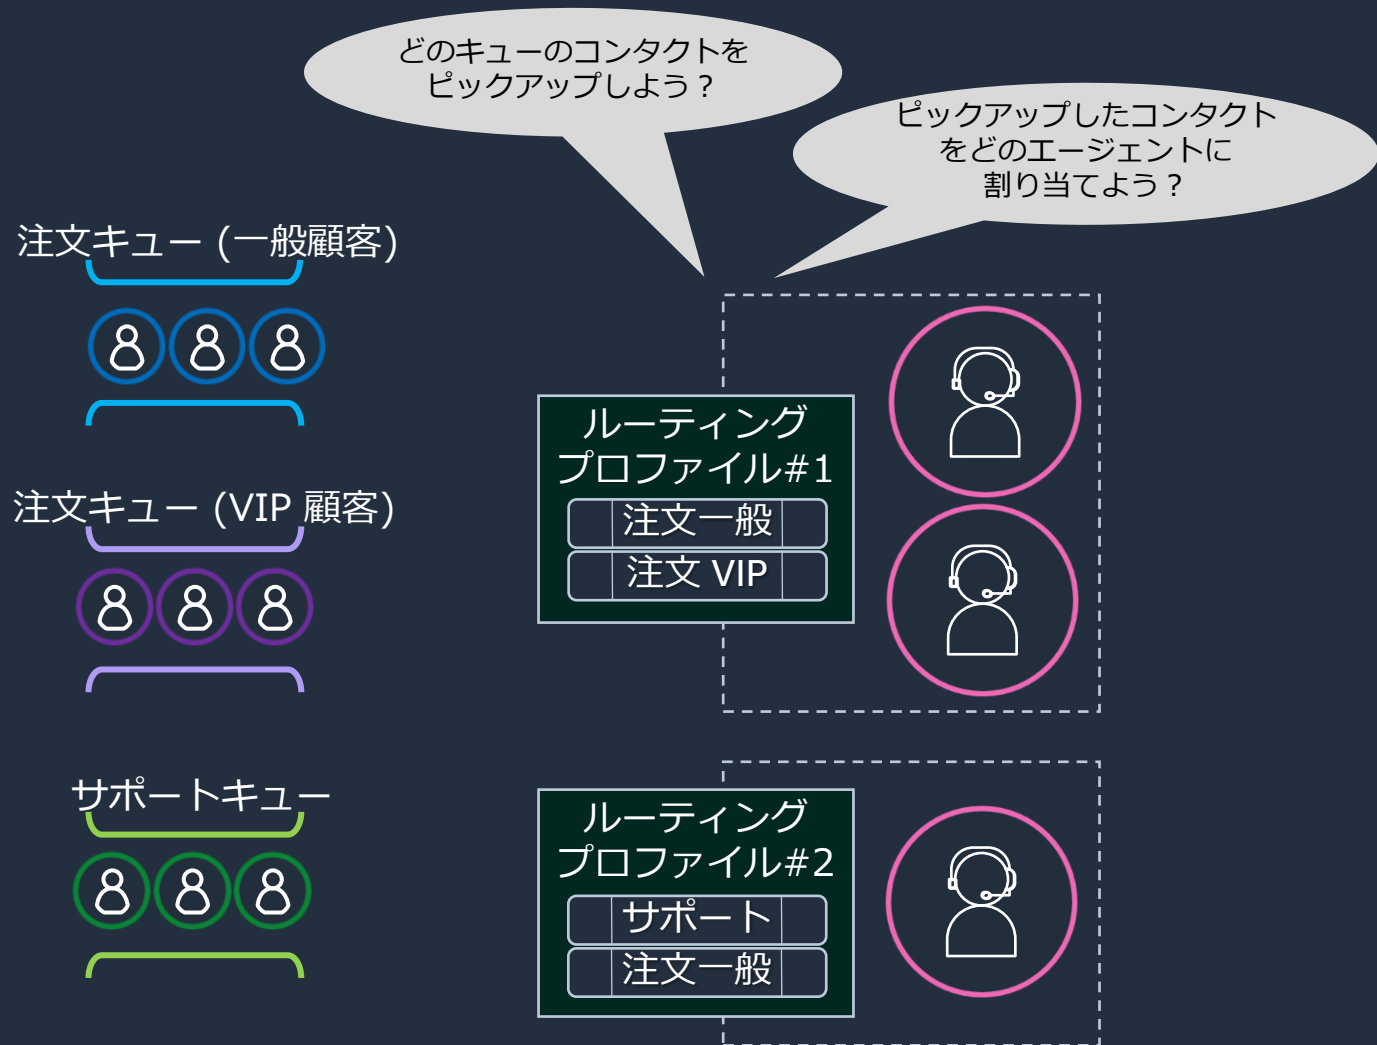 どのキューのコンタクトを
ピックアップしよう？
ピックアップしたコンタクト
をどのエージェントに
割り当てよう？
注文キュー (一般顧客)
ルーティング
プロファイル#1
注文一般
注文 VIP
注文キュー (VIP 顧客)
サポートキュー
ルーティング
プロファイル#2
サポート
注文一般